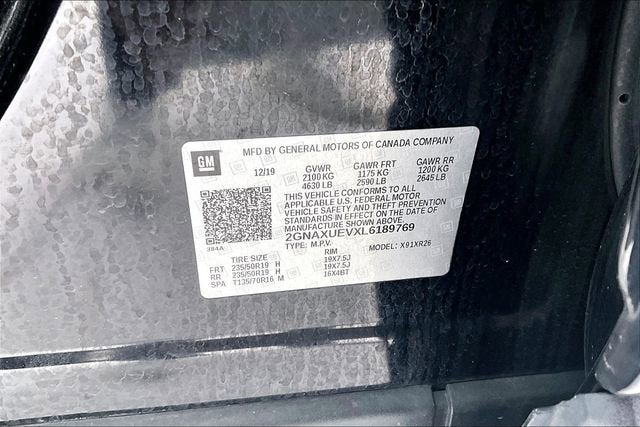 GM MFD BY GENERAL MOTORS OF CANADA COMPANY
12/19 GVWR GAWR FRT GAWR RR
2100 KG 1175 KG 1200 KG
4630 LB 2590 LB 2645 LB
THIS VEHICLE CONFORMS TO ALL
APPLICABLE U.S. FEDERAL MOTOR
VEHICLE SAFETY AND THEFT PREVENTION
STANDARDS IN EFFECT ON THE DATE OF
MANUFACTURE SHOWN ABOVE.
2GNAXUEVXL6189769
384A TYPE: M.P.V. MODEL: X91XR26
TIRE SIZE RIM
FRT 235/50R19 H 19X7.5J
RR 235/50R19 H 19X7.5J
SPA T135/70R16 M 16X4BT